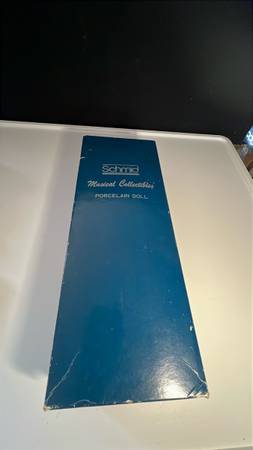 Schmid
Musical Collectibles
PORCELAIN DOLL